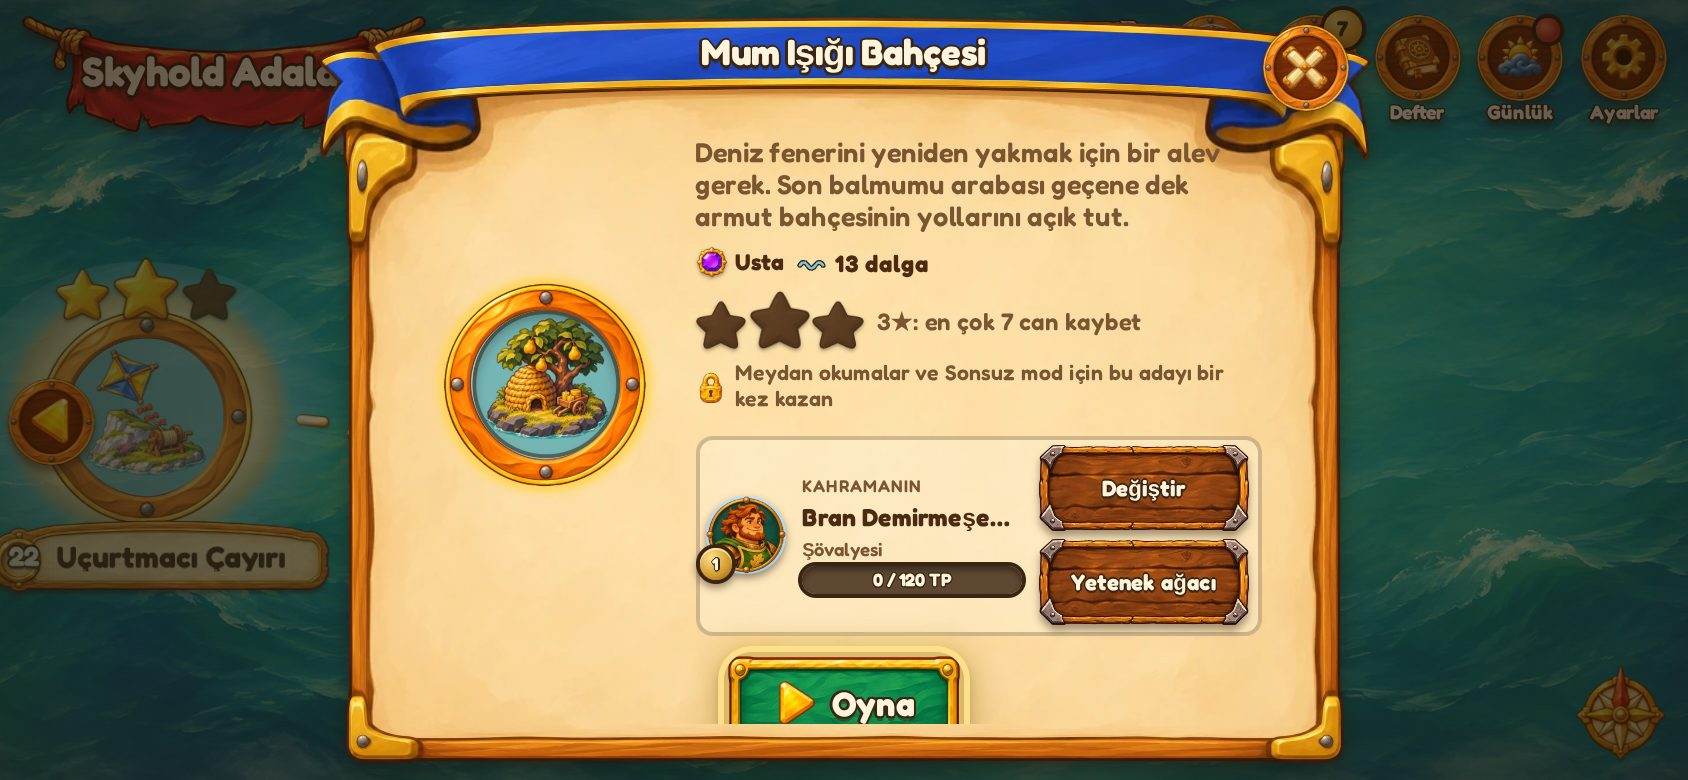 Mum Işığı Bahçesi
Skyhold Adala
7
Defter
Günlük
Ayarlar
Deniz fenerini yeniden yakmak için bir alev
gerek. Son balmumu arabası geçene dek
armut bahçesinin yollarını açık tut.
Usta 13 dalga
3★: en çok 7 can kaybet
Meydan okumalar ve Sonsuz mod için bu adayı bir
kez kazan
KAHRAMANIN
Bran Demirmeşe...
Şövalyesi
1
0 / 120 TP
Değiştir
Yetenek ağacı
22 Uçurtmacı Çayırı
Oyna